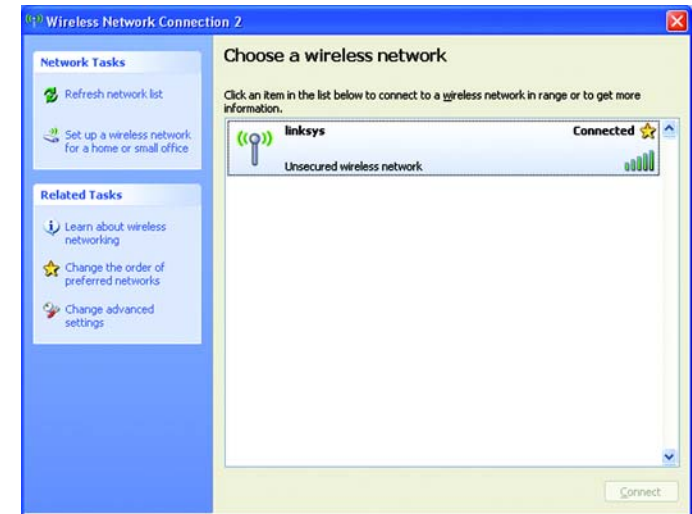 Wireless Network Connection 2
Network Tasks
Refresh network list
Set up a wireless network
for a home or small office
Related Tasks
Learn about wireless
networking
Change the order of
preferred networks
Change advanced
settings
Choose a wireless network
Click an item in the list below to connect to a wireless network in range or to get more
information.
linksys
Connected
Unsecured wireless network
Connect